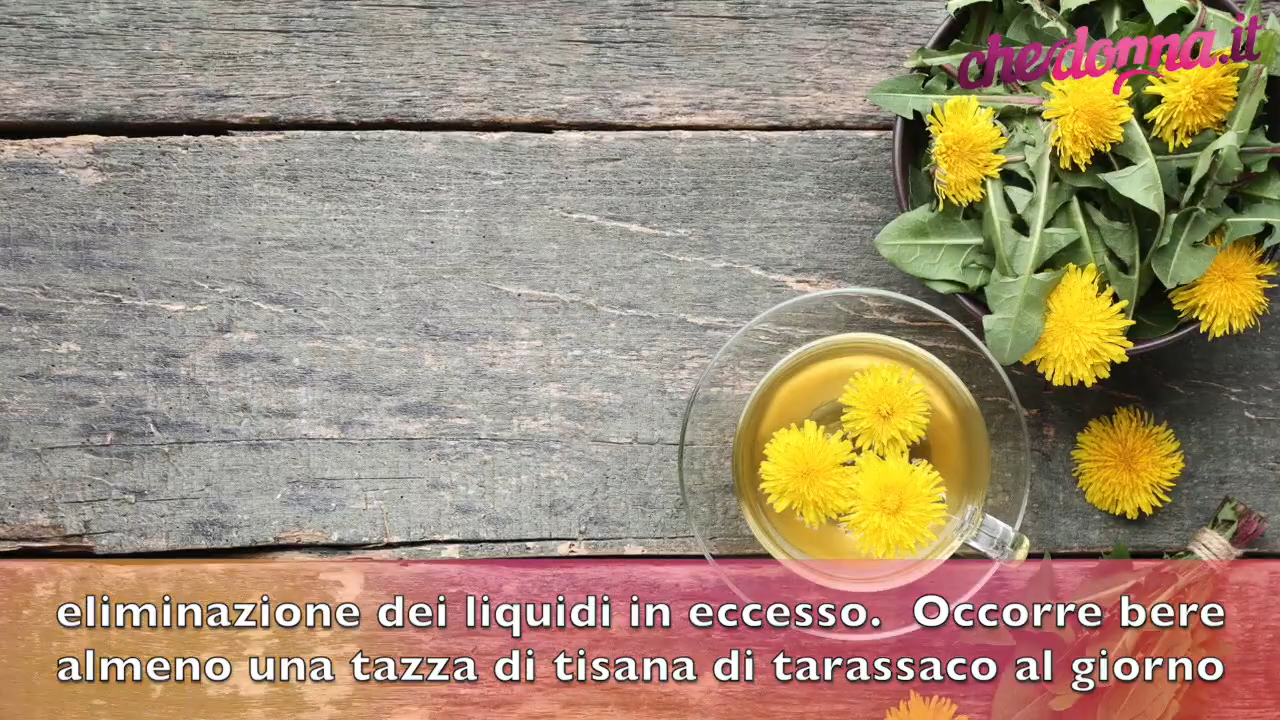 chedonna.it
eliminazione dei liquidi in eccesso. Occorre bere
almeno una tazza di tisana di tarassaco al giorno